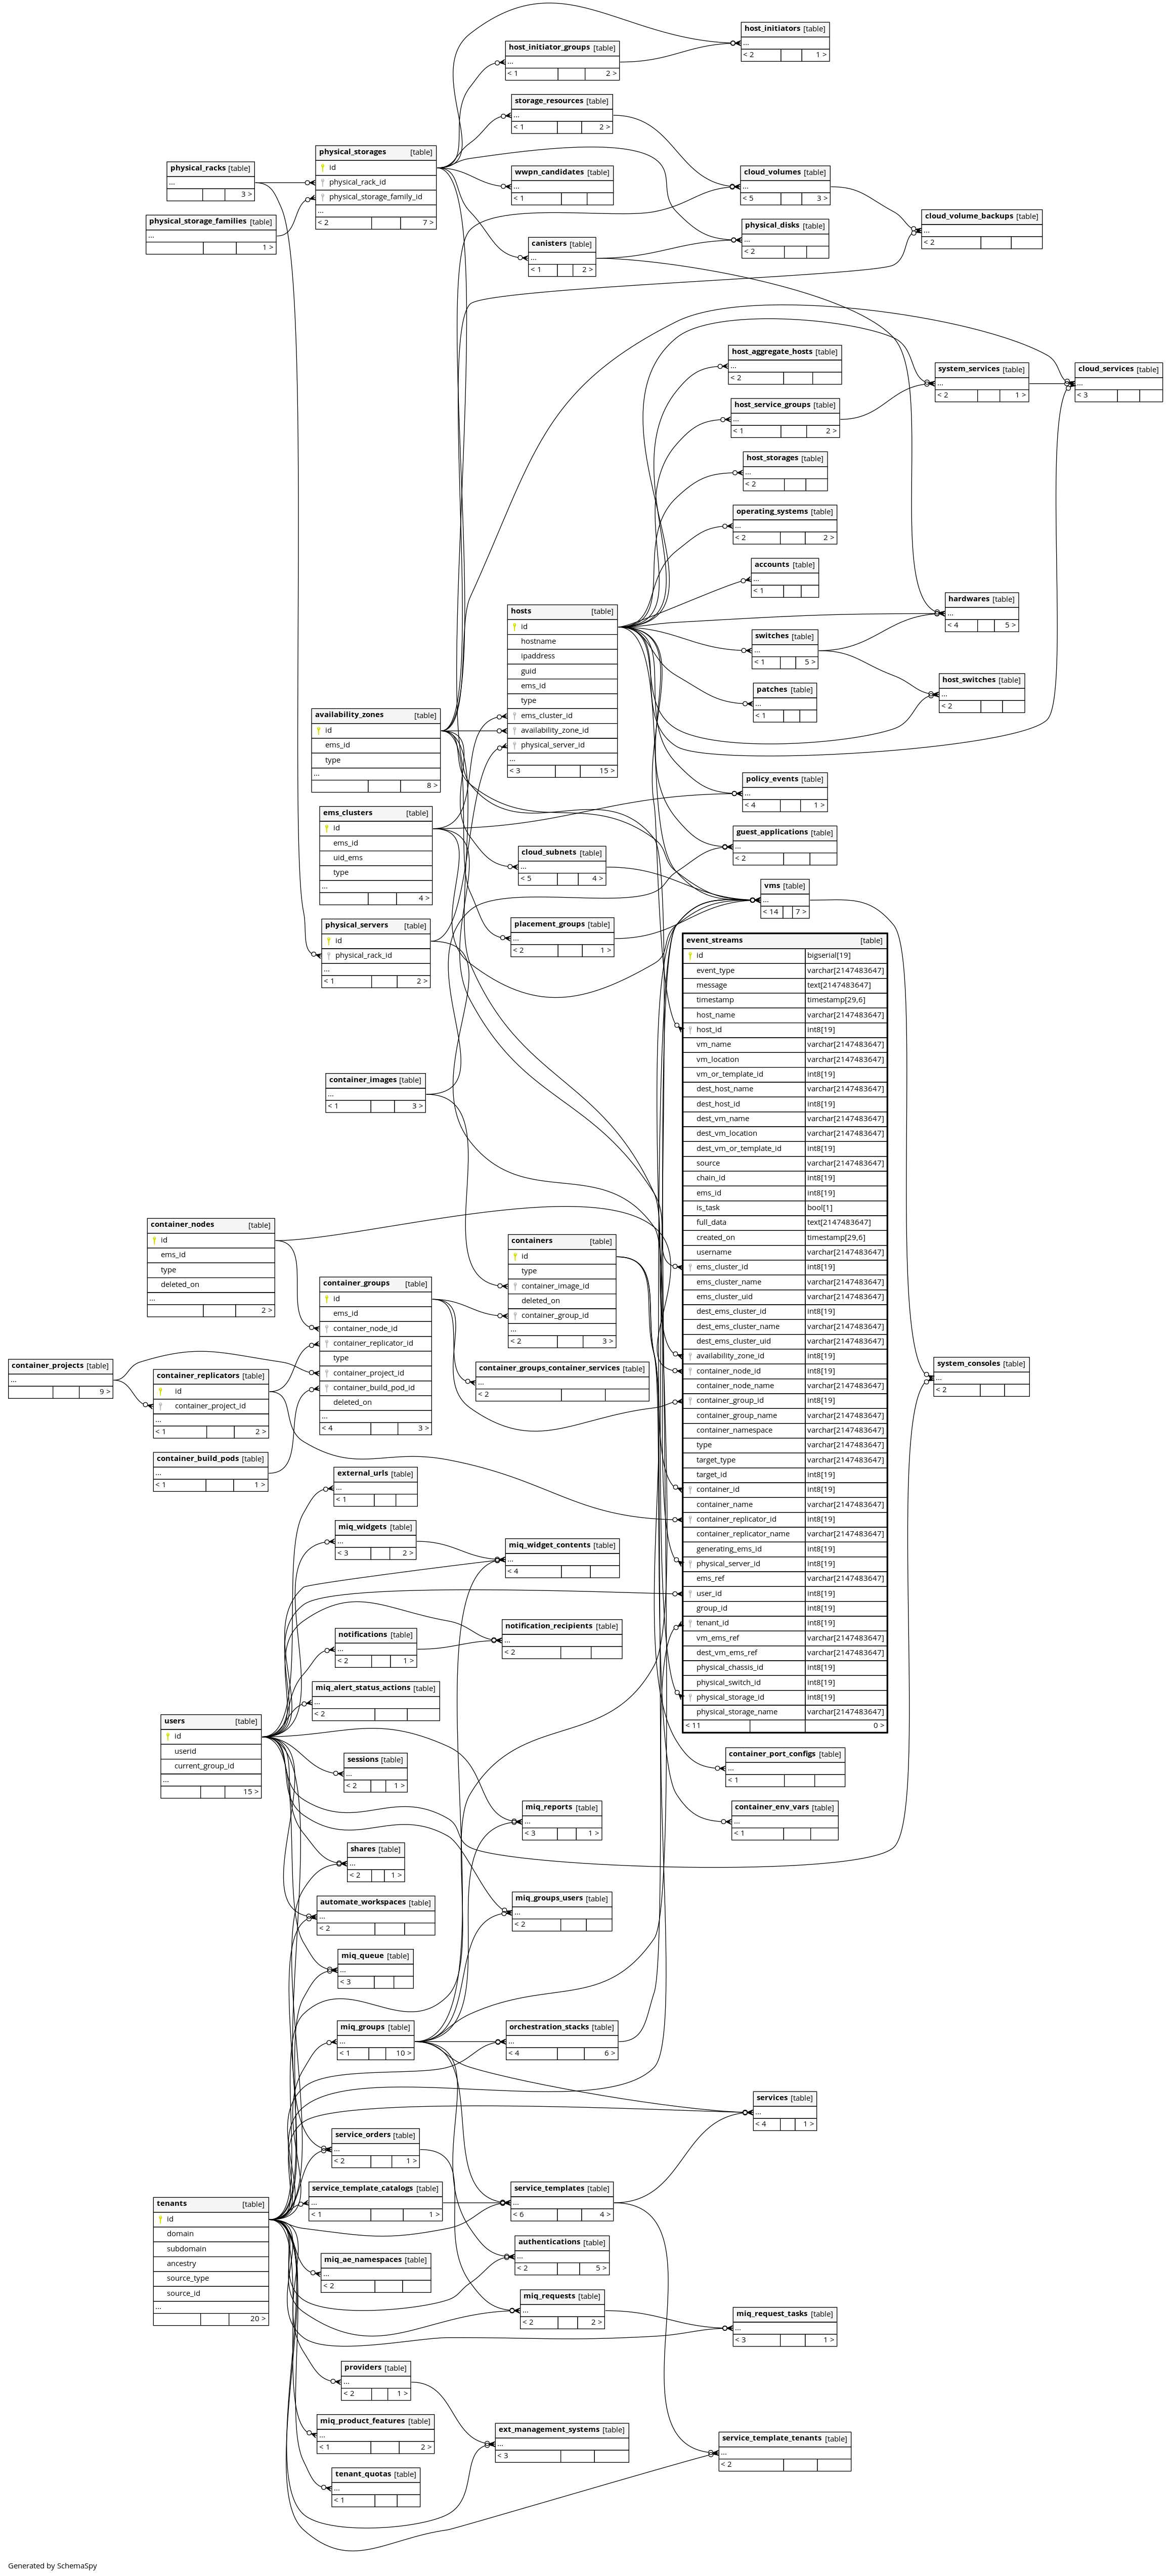 host_initiators [table]
...
< 2 1 >
host_initiator_groups [table]
...
< 1 2 >
storage_resources [table]
...
< 1 2 >
physical_storages [table]
id
physical_rack_id
physical_storage_family_id
...
< 2 7 >
physical_racks [table]
...
3 >
wwpn_candidates [table]
...
< 1
cloud_volumes [table]
...
< 5 3 >
cloud_volume_backups [table]
...
< 2
physical_storage_families [table]
...
1 >
physical_disks [table]
...
< 2
canisters [table]
...
< 1 2 >
host_aggregate_hosts [table]
...
< 2
system_services [table]
...
< 2 1 >
cloud_services [table]
...
< 3
host_service_groups [table]
...
< 1 2 >
host_storages [table]
...
< 2
operating_systems [table]
...
< 2 2 >
accounts [table]
...
< 1
hardwares [table]
...
< 4 5 >
hosts [table]
id
hostname
ipaddress
guid
ems_id
type
ems_cluster_id
availability_zone_id
physical_server_id
...
< 3 15 >
switches [table]
...
< 1 5 >
host_switches [table]
...
< 2
patches [table]
...
< 1
availability_zones [table]
id
ems_id
type
...
8 >
policy_events [table]
...
< 4 1 >
ems_clusters [table]
id
ems_id
uid_ems
type
...
4 >
guest_applications [table]
...
< 2
cloud_subnets [table]
...
< 5 4 >
vms [table]
...
< 14 7 >
physical_servers [table]
id
physical_rack_id
...
< 1 2 >
placement_groups [table]
...
< 2 1 >
event_streams [table]
id bigserial[19]
event_type varchar[2147483647]
message text[2147483647]
timestamp timestamp[29,6]
host_name varchar[2147483647]
host_id int8[19]
vm_name varchar[2147483647]
vm_location varchar[2147483647]
vm_or_template_id int8[19]
dest_host_name varchar[2147483647]
dest_host_id int8[19]
dest_vm_name varchar[2147483647]
dest_vm_location varchar[2147483647]
dest_vm_or_template_id int8[19]
source varchar[2147483647]
chain_id int8[19]
ems_id int8[19]
is_task bool[1]
full_data text[2147483647]
created_on timestamp[29,6]
username varchar[2147483647]
ems_cluster_id int8[19]
ems_cluster_name varchar[2147483647]
ems_cluster_uid varchar[2147483647]
dest_ems_cluster_id int8[19]
dest_ems_cluster_name varchar[2147483647]
dest_ems_cluster_uid varchar[2147483647]
availability_zone_id int8[19]
container_node_id int8[19]
container_node_name varchar[2147483647]
container_group_id int8[19]
container_group_name varchar[2147483647]
container_namespace varchar[2147483647]
type varchar[2147483647]
target_type varchar[2147483647]
target_id int8[19]
container_id int8[19]
container_name varchar[2147483647]
container_replicator_id int8[19]
container_replicator_name varchar[2147483647]
generating_ems_id int8[19]
physical_server_id int8[19]
ems_ref varchar[2147483647]
user_id int8[19]
group_id int8[19]
tenant_id int8[19]
vm_ems_ref varchar[2147483647]
dest_vm_ems_ref varchar[2147483647]
physical_chassis_id int8[19]
physical_switch_id int8[19]
physical_storage_id int8[19]
physical_storage_name varchar[2147483647]
< 11 0 >
container_images [table]
...
< 1 3 >
container_nodes [table]
id
ems_id
type
deleted_on
...
2 >
containers [table]
id
type
container_image_id
deleted_on
container_group_id
...
< 2 3 >
container_groups [table]
id
ems_id
container_node_id
container_replicator_id
type
container_project_id
container_build_pod_id
deleted_on
...
< 4 3 >
container_projects [table]
...
9 >
container_replicators [table]
id
container_project_id
...
< 1 2 >
container_groups_container_services [table]
...
< 2
system_consoles [table]
...
< 2
container_build_pods [table]
...
< 1 1 >
external_urls [table]
...
< 1
miq_widgets [table]
...
< 3 2 >
miq_widget_contents [table]
...
< 4
notification_recipients [table]
...
< 2
notifications [table]
...
< 2 1 >
miq_alert_status_actions [table]
...
< 2
users [table]
id
userid
current_group_id
...
15 >
sessions [table]
...
< 2 1 >
container_port_configs [table]
...
< 1
miq_reports [table]
...
< 3 1 >
container_env_vars [table]
...
< 1
shares [table]
...
< 2 1 >
automate_workspaces [table]
...
< 2
miq_groups_users [table]
...
< 2
miq_queue [table]
...
< 3
miq_groups [table]
...
< 1 10 >
orchestration_stacks [table]
...
< 4 6 >
services [table]
...
< 4 1 >
service_orders [table]
...
< 2 1 >
service_template_catalogs [table]
...
< 1 1 >
service_templates [table]
...
< 6 4 >
tenants [table]
id
domain
subdomain
ancestry
source_type
source_id
...
20 >
authentications [table]
...
< 2 5 >
miq_ae_namespaces [table]
...
< 2
miq_requests [table]
...
< 2 2 >
miq_request_tasks [table]
...
< 3 1 >
providers [table]
...
< 2 1 >
miq_product_features [table]
...
< 1 2 >
ext_management_systems [table]
...
< 3
service_template_tenants [table]
...
< 2
tenant_quotas [table]
...
< 1
Generated by SchemaSpy